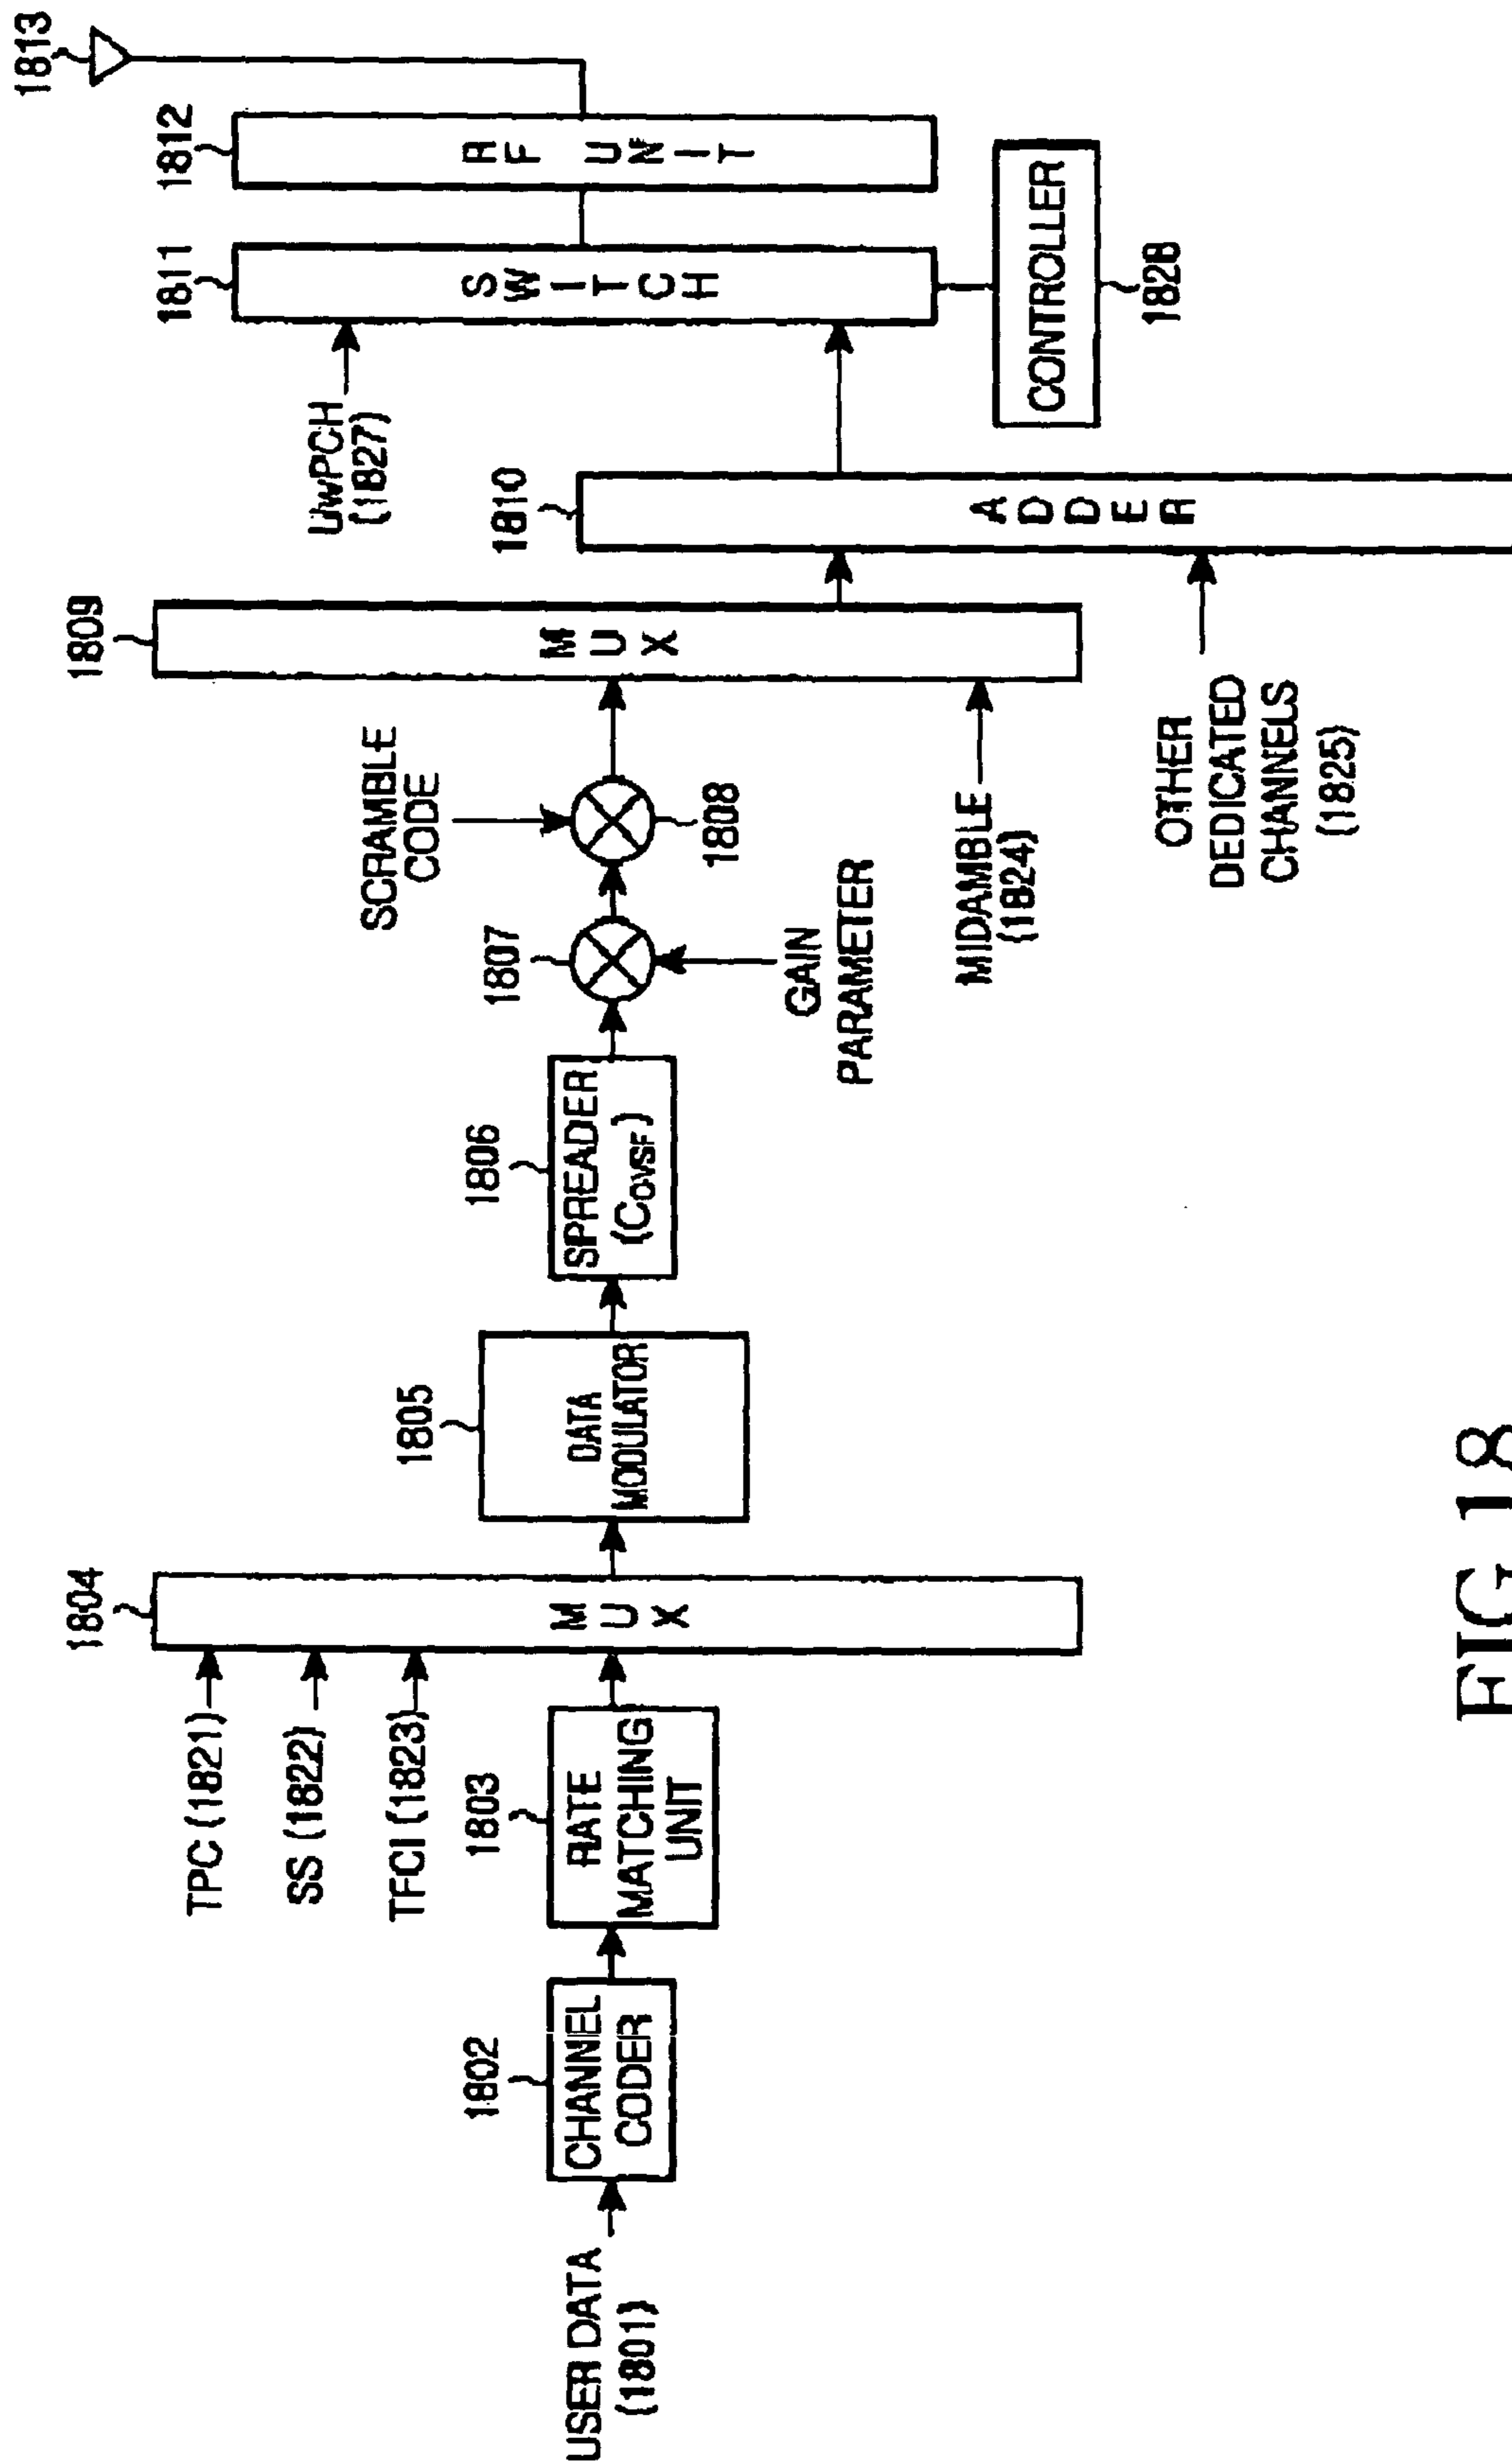 USER DATA
(1801)
1802
CHANNEL
CODER
1803
RATE
MATCHING
UNIT
TPC (1821)
SS (1822)
TFCI (1823)
1804
MUX
1805
DATA
MODULATOR
1806
SPREADER
(COVSF)
1807
GAIN
PARAMETER
SCRAMBLE
CODE
1808
MIDAMBLE
(1824)
1809
MUX
OTHER
DEDICATED
CHANNELS
(1825)
1810
ADDER
UwPCH
(1827)
1811
SWITCH
CONTROLLER
1828
1812
RF UNIT
1813
FIG.18